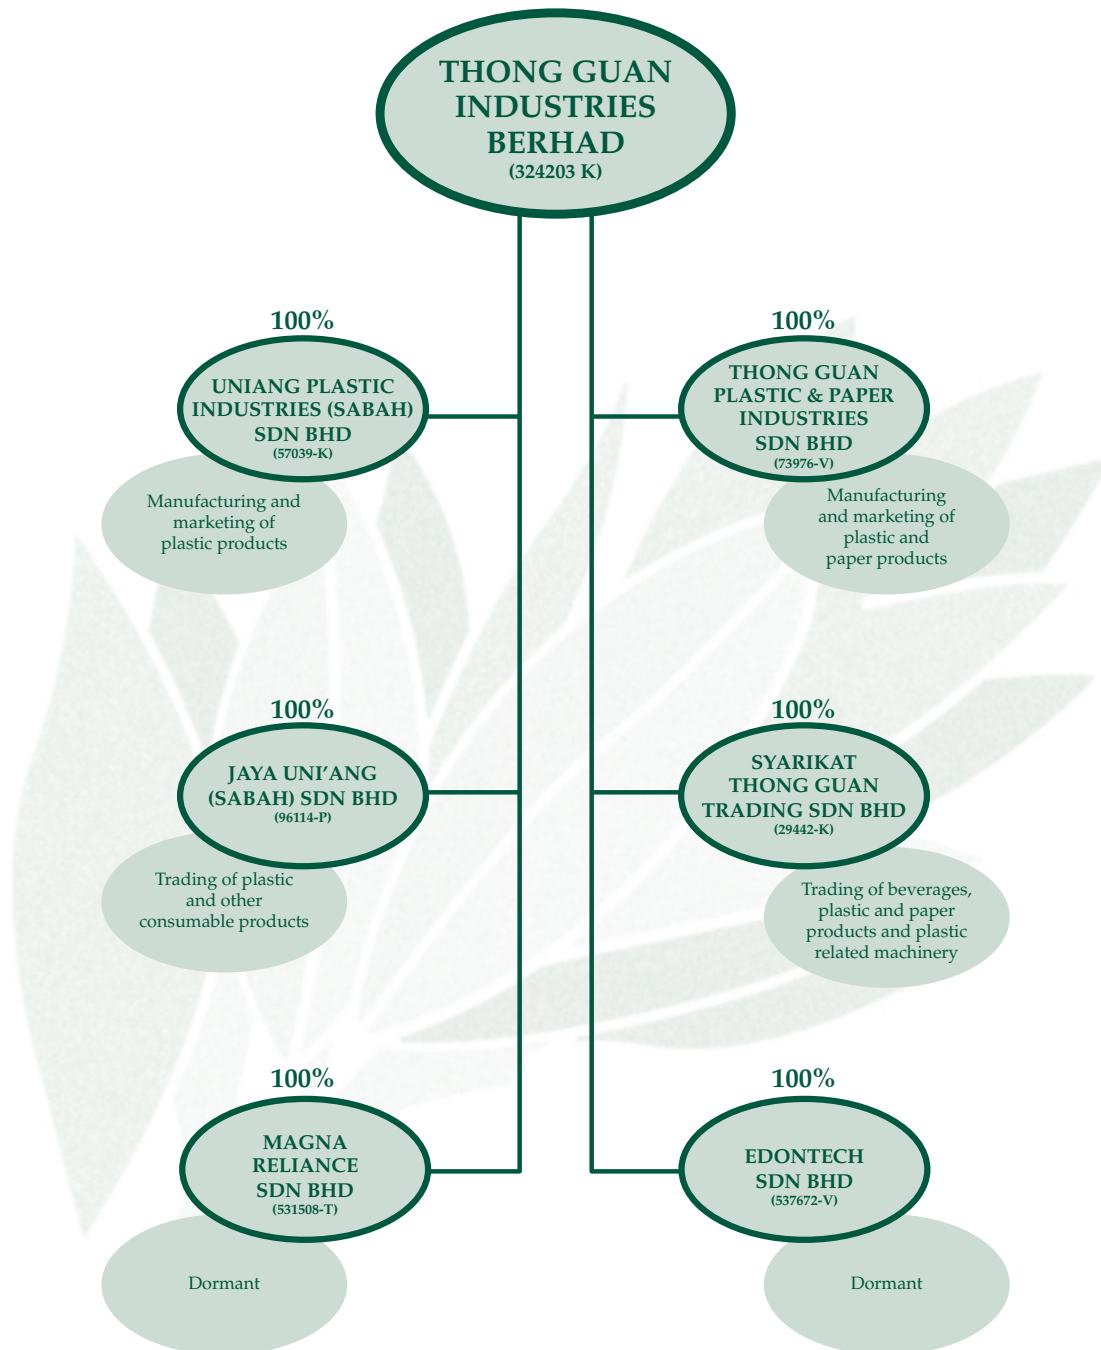 THONG GUAN
INDUSTRIES
BERHAD
(324203 K)
100%
UNIANG PLASTIC
INDUSTRIES (SABAH)
SDN BHD
(57039-K)
Manufacturing and
marketing of
plastic products
100%
THONG GUAN
PLASTIC & PAPER
INDUSTRIES
SDN BHD
(73976-V)
Manufacturing
and marketing of
plastic and
paper products
100%
JAYA UNI’ANG
(SABAH) SDN BHD
(96114-P)
Trading of plastic
and other
consumable products
100%
SYARIKAT
THONG GUAN
TRADING SDN BHD
(29442-K)
Trading of beverages,
plastic and paper
products and plastic
related machinery
100%
MAGNA
RELIANCE
SDN BHD
(531508-T)
Dormant
100%
EDONTECH
SDN BHD
(537672-V)
Dormant